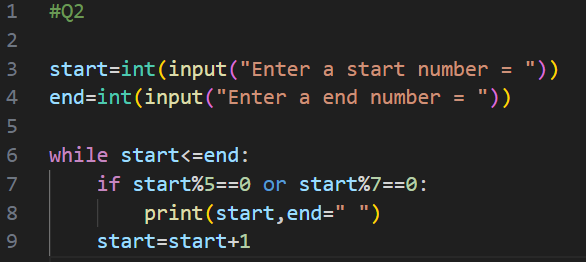 1 #Q2
2
3 start=int(input("Enter a start number = "))
4 end=int(input("Enter a end number = "))
5
6 while start<=end:
7     if start%5==0 or start%7==0:
8         print(start,end=" ")
9     start=start+1